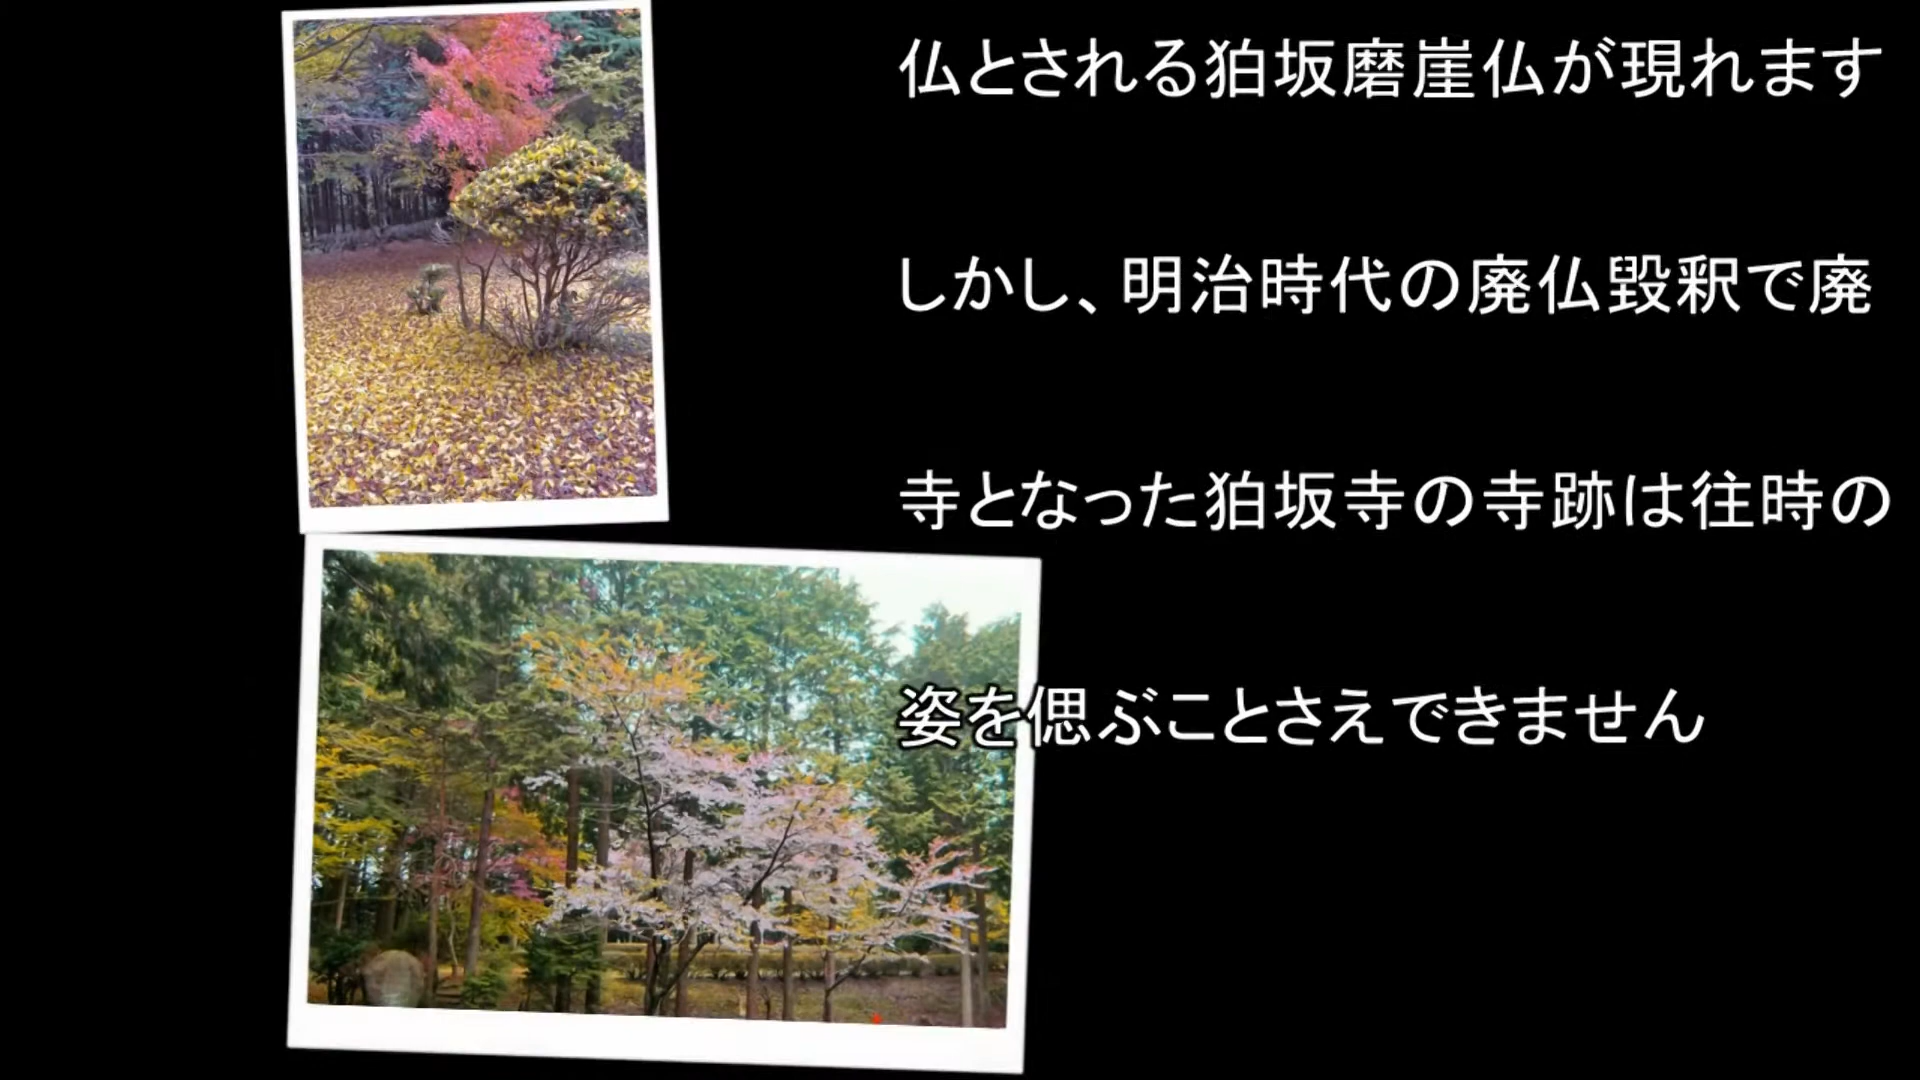 仏とされる狛坂磨崖仏が現れます
しかし、明治時代の廃仏毀釈で廃
寺となった狛坂寺の寺跡は往時の
姿を偲ぶことさえできません